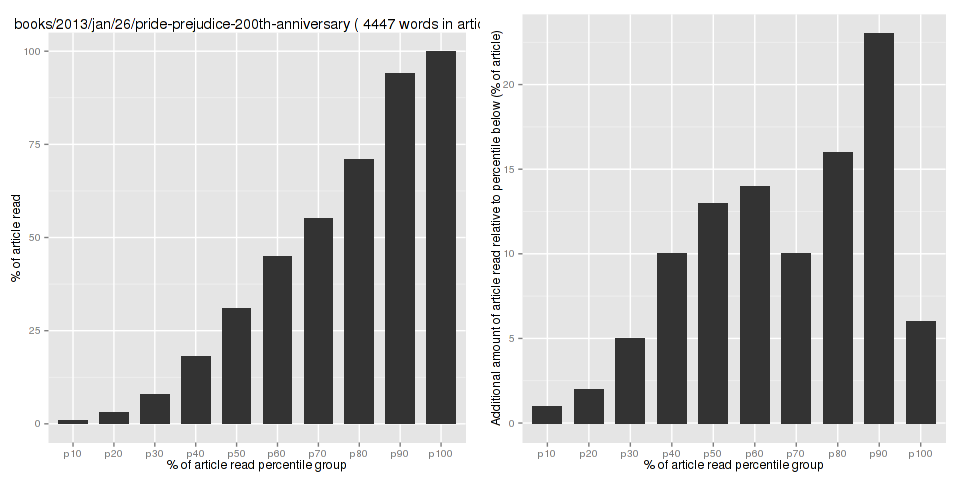 books/2013/jan/26/pride-prejudice-200th-anniversary ( 4447 words in artic
% of article read
100
75
50
25
0
p10 p20 p30 p40 p50 p60 p70 p80 p90 p100
% of article read percentile group
Additional amount of article read relative to percentile below (% of article)
20
15
10
5
0
p10 p20 p30 p40 p50 p60 p70 p80 p90 p100
% of article read percentile group